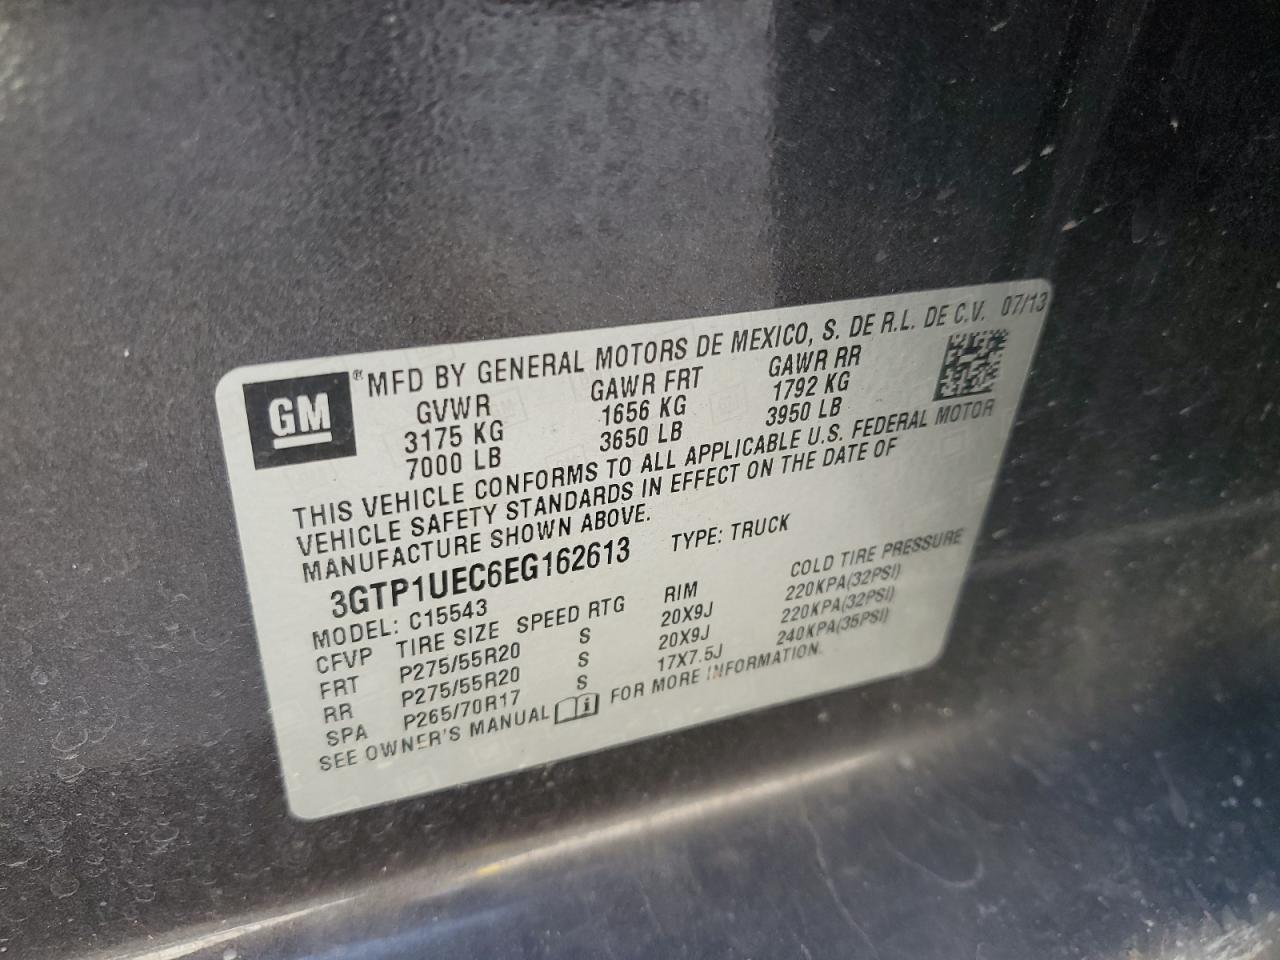 GM ® MFD BY GENERAL MOTORS DE MEXICO, S. DE R.L. DE C.V. 07/13
GVWR GAWR FRT GAWR RR
3175 KG 1656 KG 1792 KG
7000 LB 3650 LB 3950 LB
THIS VEHICLE CONFORMS TO ALL APPLICABLE U.S. FEDERAL MOTOR
VEHICLE SAFETY STANDARDS IN EFFECT ON THE DATE OF
MANUFACTURE SHOWN ABOVE.
3GTP1UEC6EG162613 TYPE: TRUCK
MODEL: C15543
CFVP TIRE SIZE SPEED RTG RIM COLD TIRE PRESSURE
FRT P275/55R20 S 20X9J 220KPA(32PSI)
RR P275/55R20 S 20X9J 220KPA(32PSI)
SPA P265/70R17 S 17X7.5J 240KPA(35PSI)
SEE OWNER'S MANUAL i FOR MORE INFORMATION.